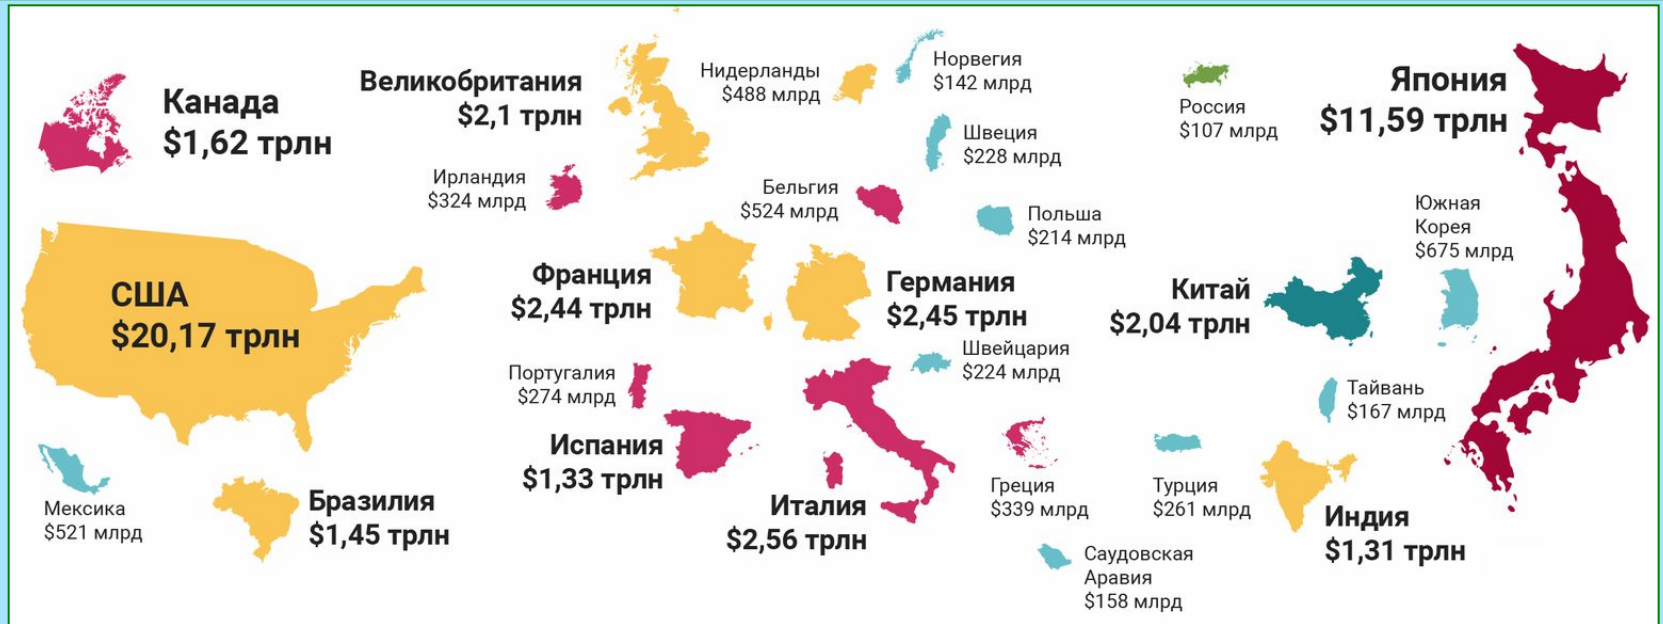 Канада
$1,62 трлн
Великобритания
$2,1 трлн
Нидерланды
$488 млрд
Норвегия
$142 млрд
Россия
$107 млрд
Япония
$11,59 трлн
Швеция
$228 млрд
Ирландия
$324 млрд
Бельгия
$524 млрд
Польша
$214 млрд
Южная
Корея
$675 млрд
США
$20,17 трлн
Франция
$2,44 трлн
Германия
$2,45 трлн
Китай
$2,04 трлн
Швейцария
$224 млрд
Португалия
$274 млрд
Тайвань
$167 млрд
Испания
$1,33 трлн
Мексика
$521 млрд
Бразилия
$1,45 трлн
Италия
$2,56 трлн
Греция
$339 млрд
Турция
$261 млрд
Индия
$1,31 трлн
Саудовская
Аравия
$158 млрд